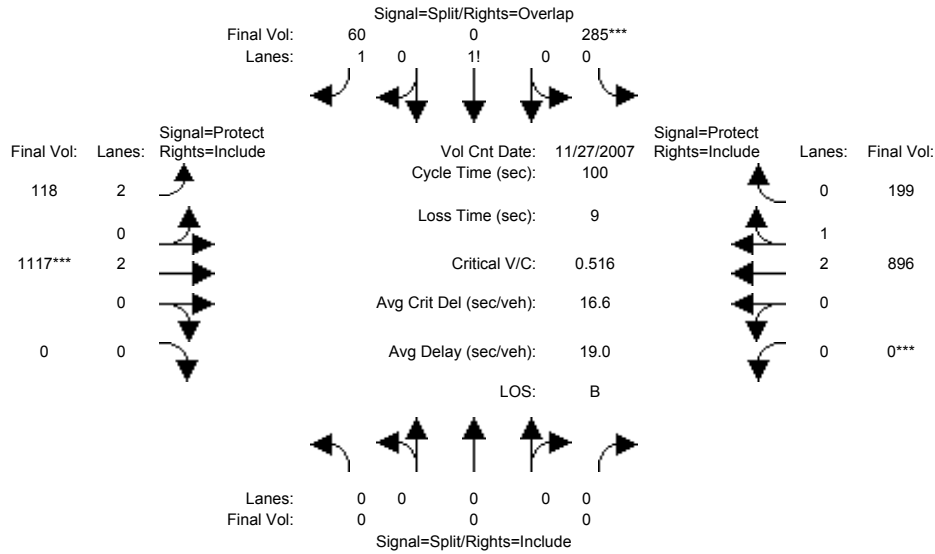 Signal=Split/Rights=Overlap
Final Vol: 60 0 285***
Lanes: 1 0 1! 0 0
Signal=Protect
Final Vol: Lanes: Rights=Include
Vol Cnt Date: 11/27/2007
Signal=Protect
Rights=Include Lanes: Final Vol:
118 2
Cycle Time (sec): 100
0 199
Loss Time (sec): 9
0
1
1117*** 2
Critical V/C: 0.516
2 896
0
Avg Crit Del (sec/veh): 16.6
0
0 0
Avg Delay (sec/veh): 19.0
0 0***
LOS: B
Lanes: 0 0 0 0 0
Final Vol: 0 0 0
Signal=Split/Rights=Include